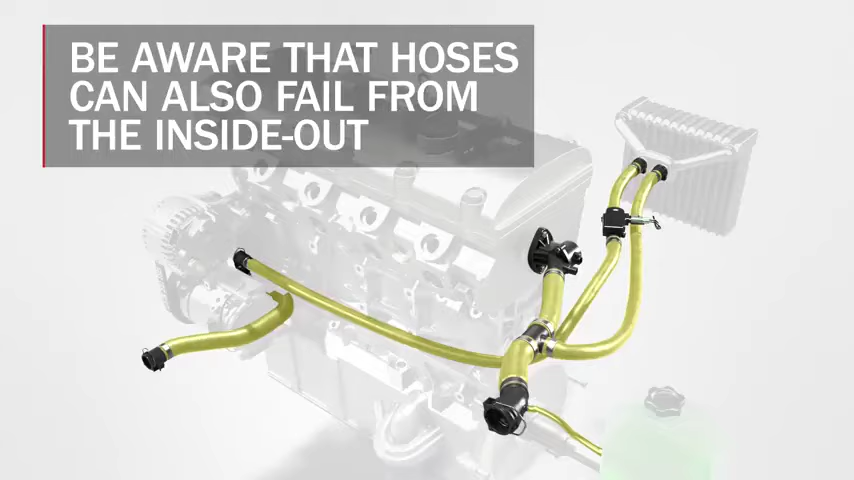 BE AWARE THAT HOSES
CAN ALSO FAIL FROM
THE INSIDE-OUT